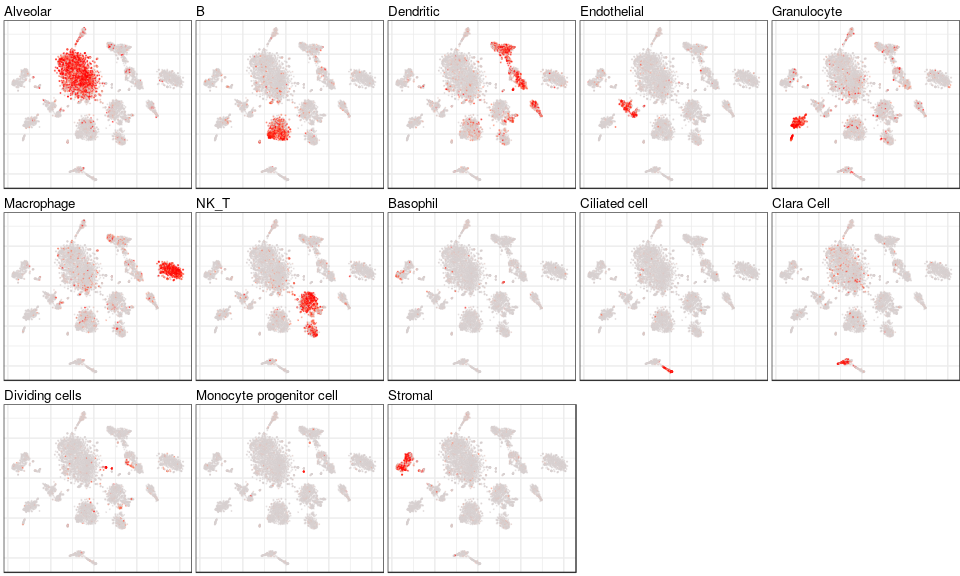 Alveolar
B
Dendritic
Endothelial
Granulocyte
Macrophage
NK_T
Basophil
Ciliated cell
Clara Cell
Dividing cells
Monocyte progenitor cell
Stromal